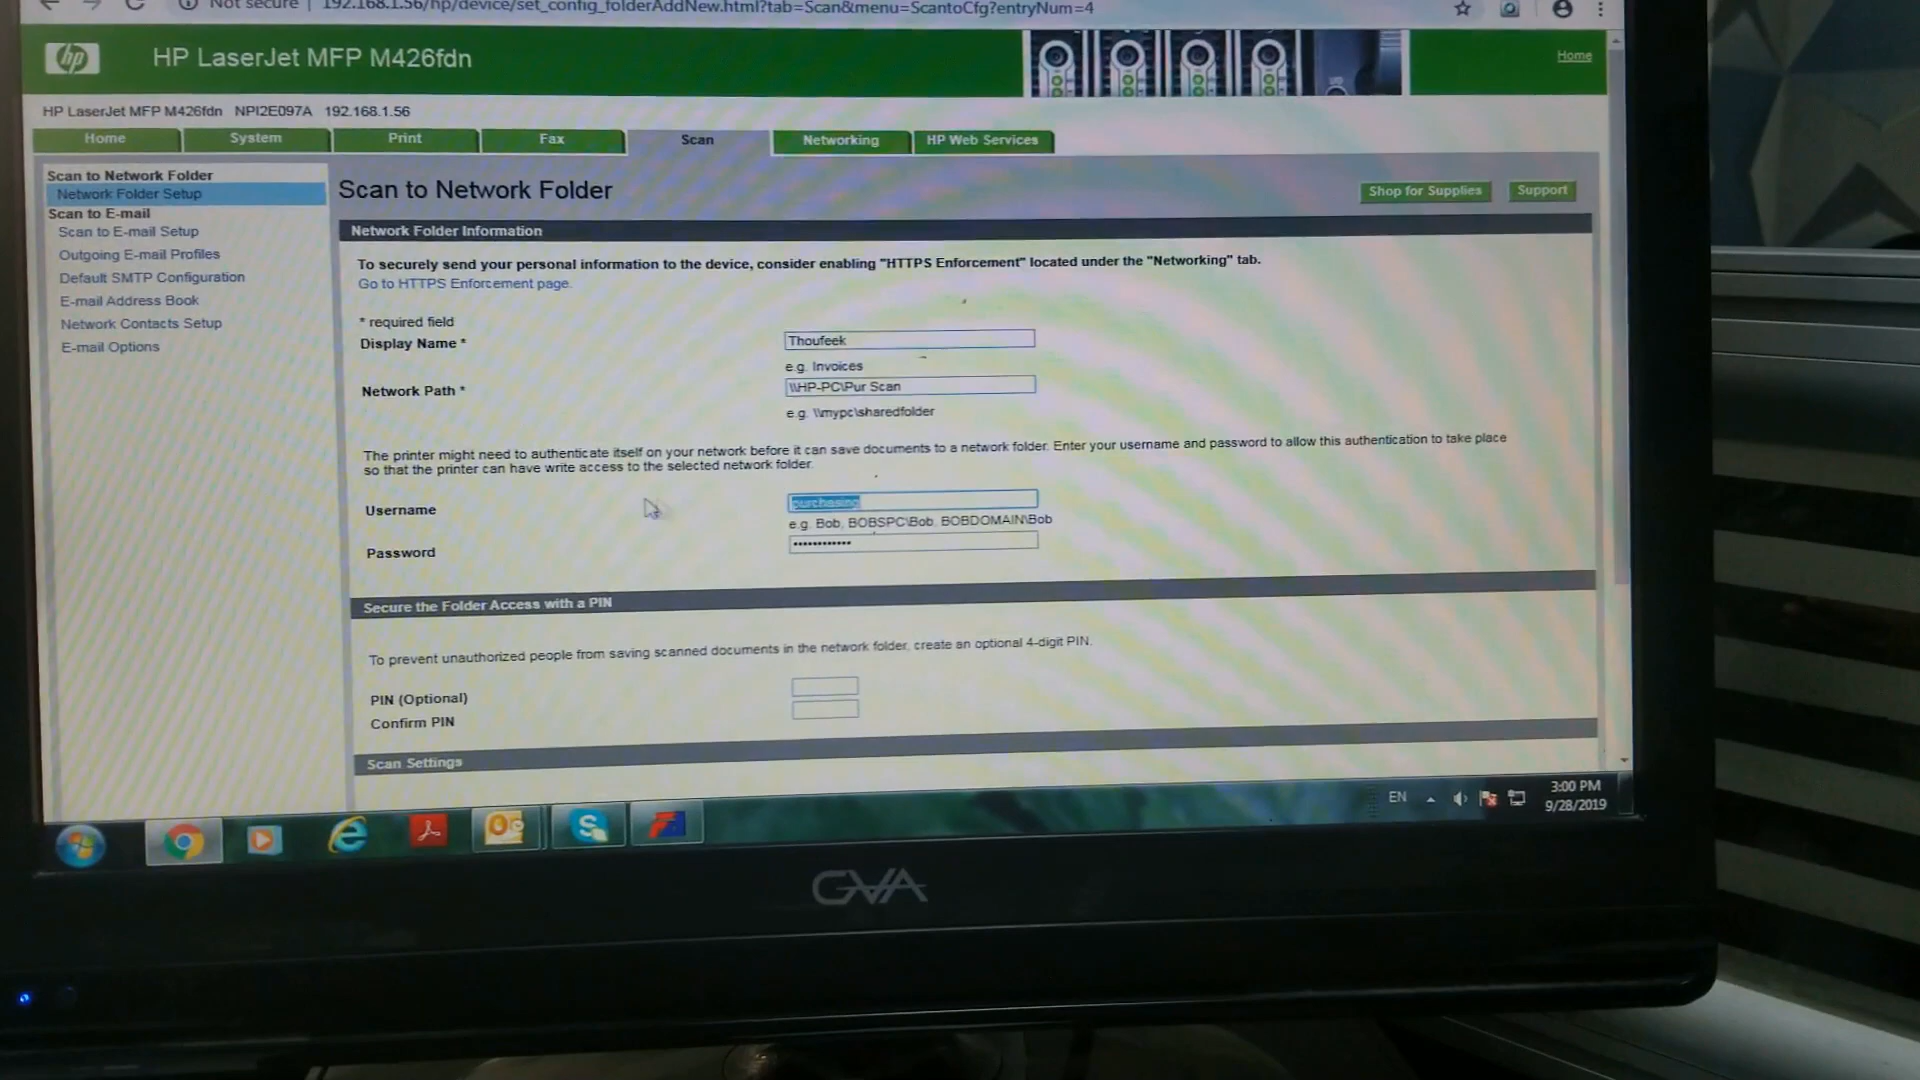 Not secure | 192.168.1.56/hp/device/set_config_folderAddNew.html?tab=Scan&menu=ScantoCfg?entryNum=4
hp HP LaserJet MFP M426fdn Home
HP LaserJet MFP M426fdn NPI2E097A 192.168.1.56
Home System Print Fax Scan Networking HP Web Services
Scan to Network Folder
Network Folder Setup
Scan to E-mail
Scan to E-mail Setup
Outgoing E-mail Profiles
Default SMTP Configuration
E-mail Address Book
Network Contacts Setup
E-mail Options
Scan to Network Folder
Shop for Supplies Support
Network Folder Information
To securely send your personal information to the device, consider enabling "HTTPS Enforcement" located under the "Networking" tab.
Go to HTTPS Enforcement page.
* required field
Display Name * Thoufeek
e.g. Invoices
Network Path * \\HP-PC\Pur Scan
e.g. \\mypc\sharedfolder
The printer might need to authenticate itself on your network before it can save documents to a network folder. Enter your username and password to allow this authentication to take place
so that the printer can have write access to the selected network folder.
Username purchasing
e.g. Bob, BOBSPC\Bob, BOBDOMAIN\Bob
Password ••••••••••••
Secure the Folder Access with a PIN
To prevent unauthorized people from saving scanned documents in the network folder, create an optional 4-digit PIN.
PIN (Optional)
Confirm PIN
Scan Settings
EN
3:00 PM
9/28/2019
GVA